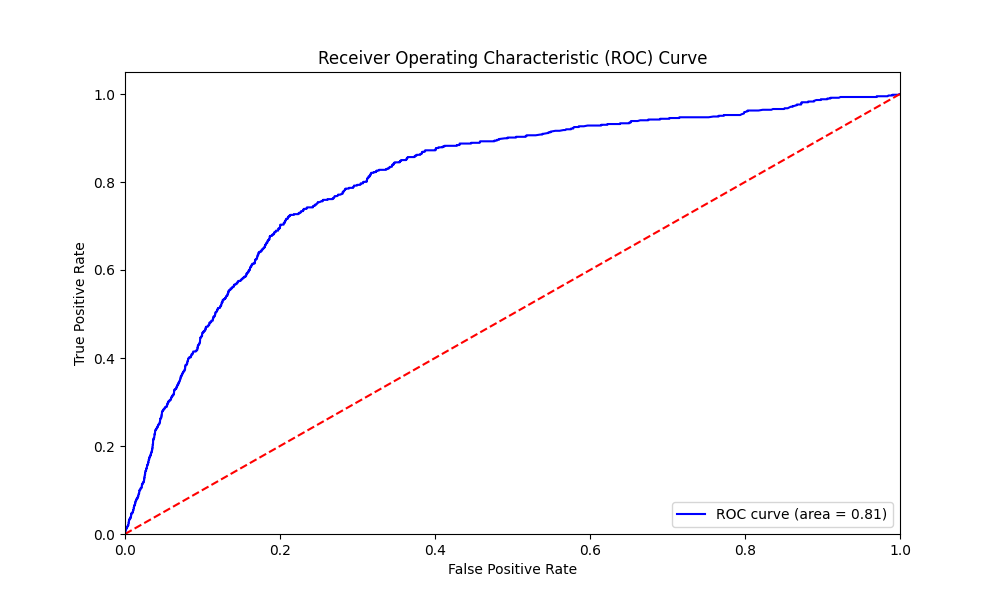 Receiver Operating Characteristic (ROC) Curve
1.0
0.8
0.6
0.4
0.2
0.0
True Positive Rate
ROC curve (area = 0.81)
0.0 0.2 0.4 0.6 0.8 1.0
False Positive Rate